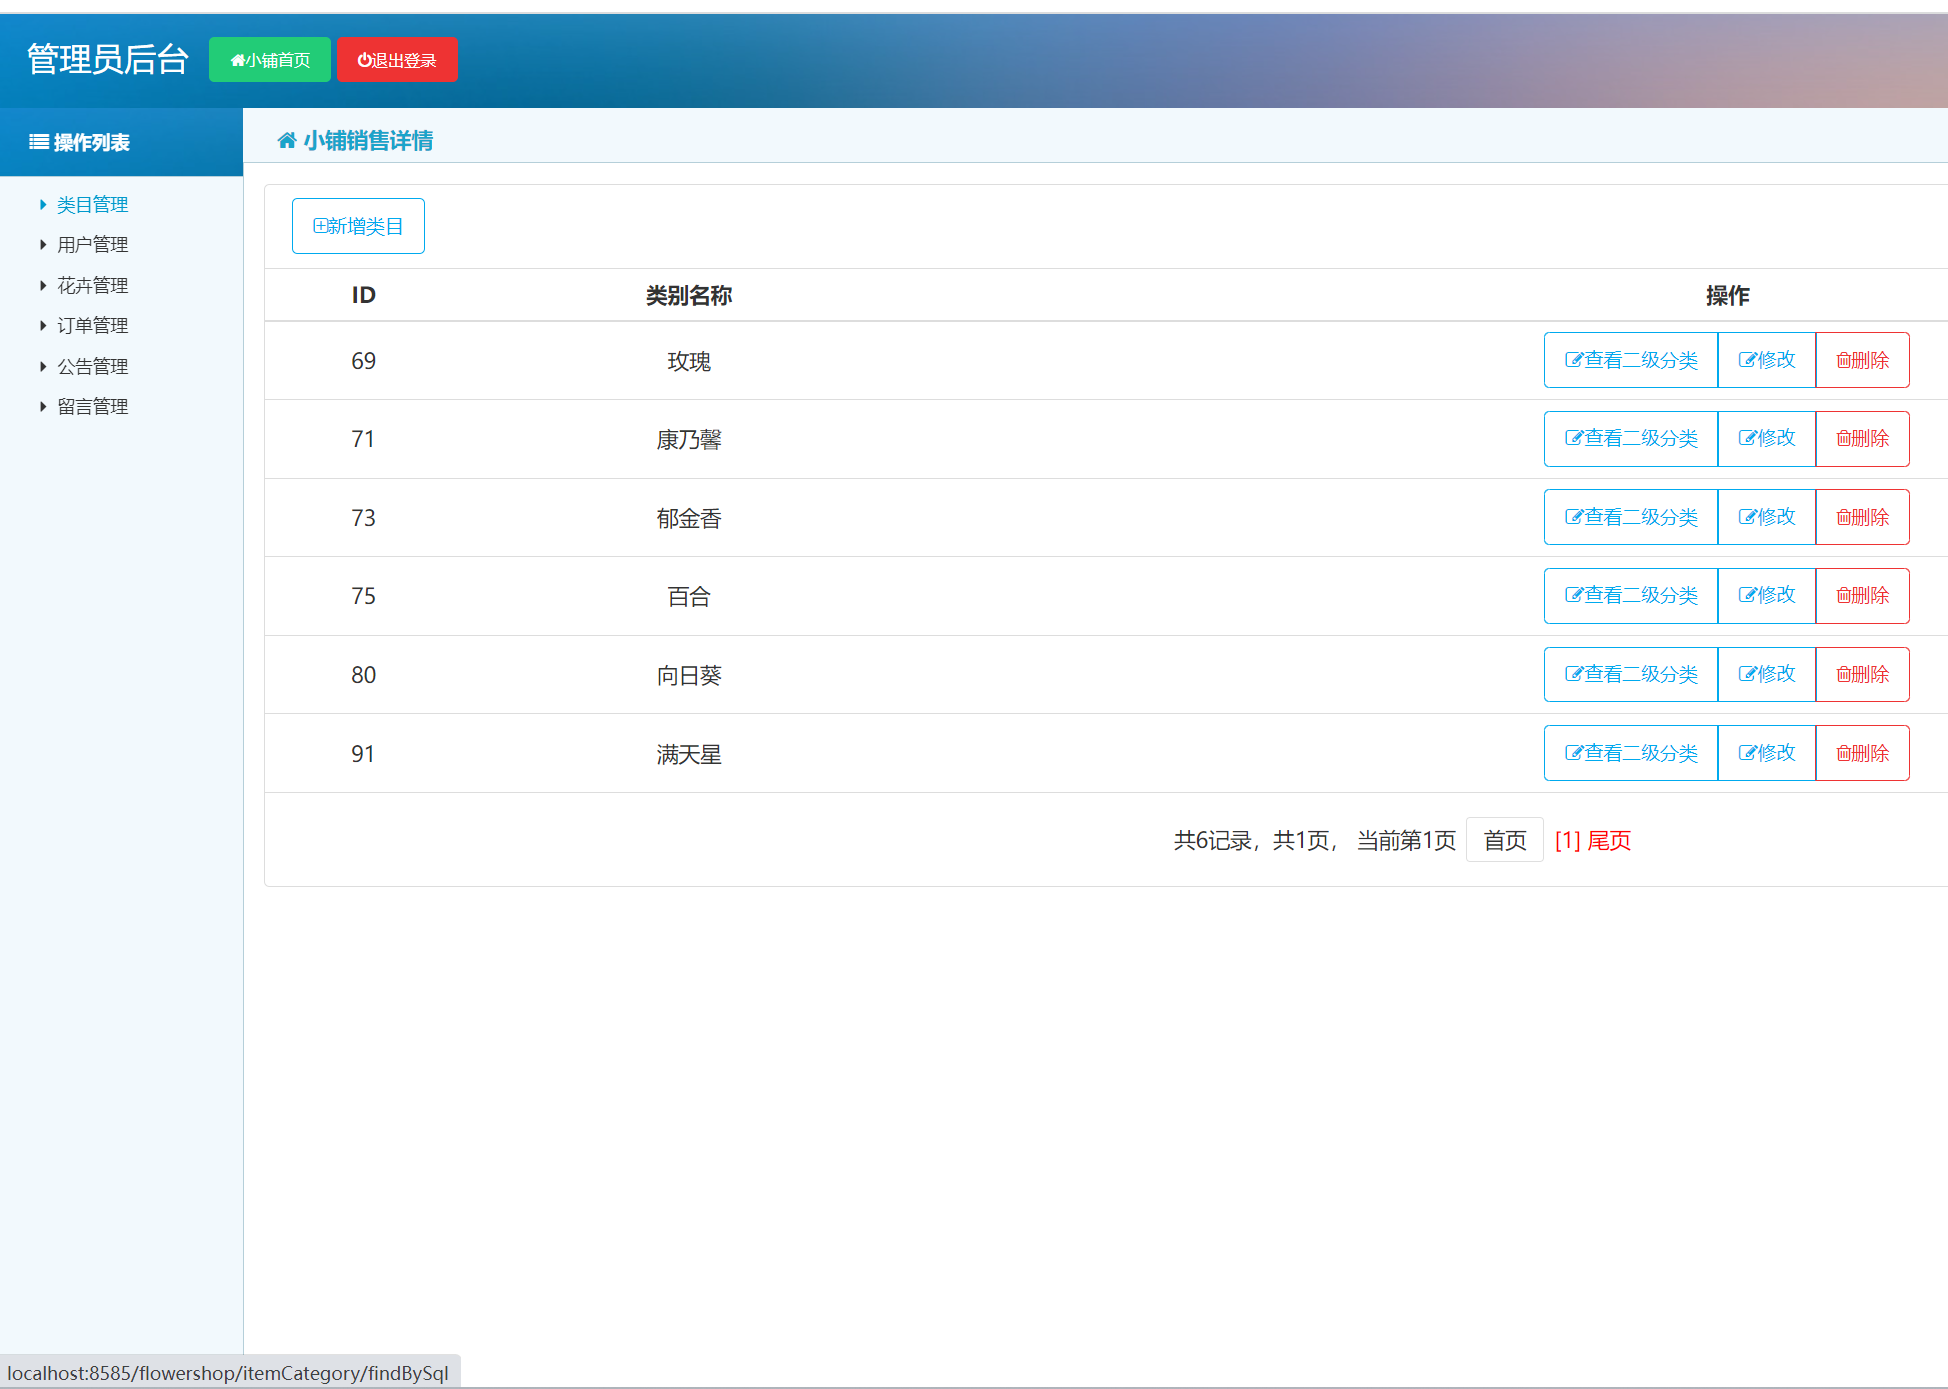 管理员后台 小铺首页 退出登录
操作列表
小铺销售详情
类目管理
用户管理
花卉管理
订单管理
公告管理
留言管理
新增类目
ID 类别名称 操作
69 玫瑰 查看二级分类 修改 删除
71 康乃馨 查看二级分类 修改 删除
73 郁金香 查看二级分类 修改 删除
75 百合 查看二级分类 修改 删除
80 向日葵 查看二级分类 修改 删除
91 满天星 查看二级分类 修改 删除
共6记录，共1页， 当前第1页 首页 [1] 尾页
localhost:8585/flowershop/itemCategory/findBySql